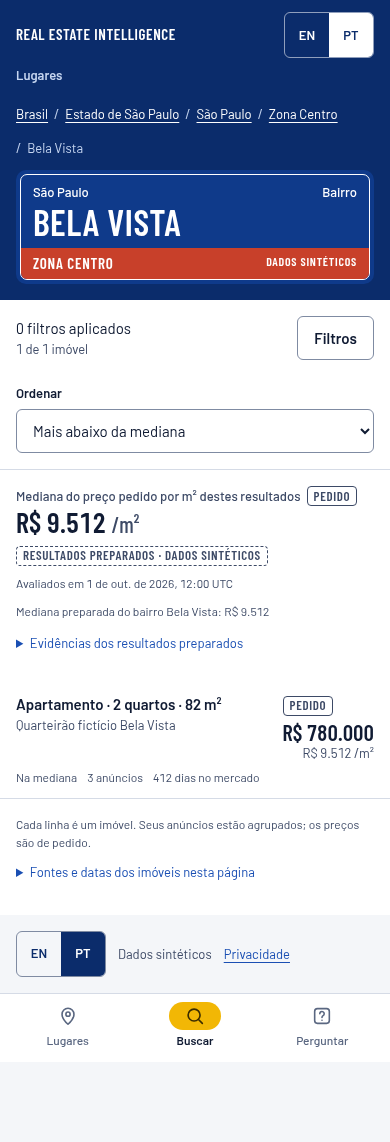 REAL ESTATE INTELLIGENCE
EN PT
Lugares
Brasil / Estado de São Paulo / São Paulo / Zona Centro
/ Bela Vista
São Paulo Bairro
BELA VISTA
ZONA CENTRO DADOS SINTÉTICOS
0 filtros aplicados
1 de 1 imóvel
Filtros
Ordenar
Mais abaixo da mediana
Mediana do preço pedido por m² destes resultados PEDIDO
R$ 9.512 /m²
RESULTADOS PREPARADOS · DADOS SINTÉTICOS
Avaliados em 1 de out. de 2026, 12:00 UTC
Mediana preparada do bairro Bela Vista: R$ 9.512
Evidências dos resultados preparados
Apartamento · 2 quartos · 82 m² PEDIDO
Quarteirão fictício Bela Vista R$ 780.000
R$ 9.512 /m²
Na mediana 3 anúncios 412 dias no mercado
Cada linha é um imóvel. Seus anúncios estão agrupados; os preços
são de pedido.
Fontes e datas dos imóveis nesta página
EN PT Dados sintéticos Privacidade
Lugares Buscar Perguntar